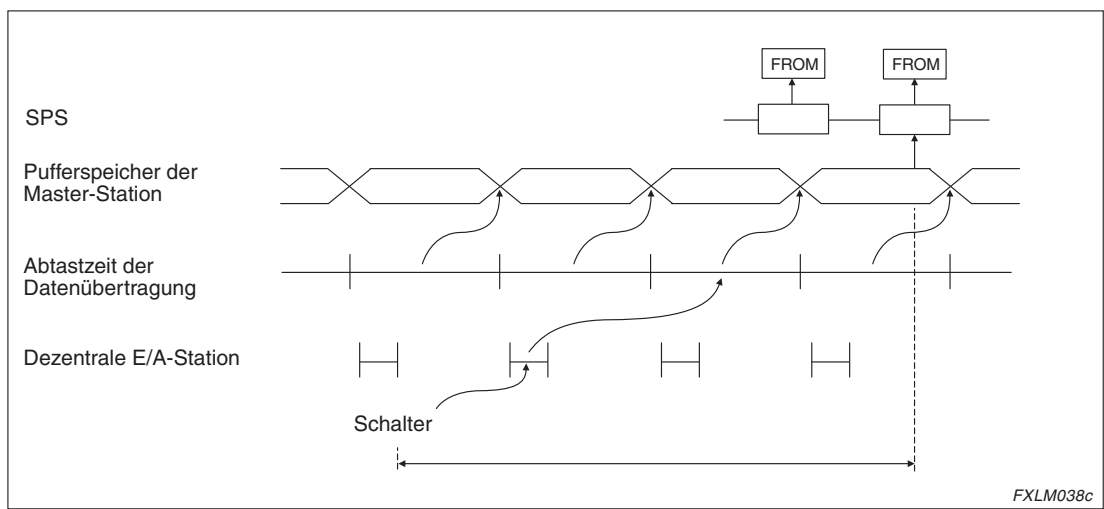 FROM FROM
SPS
Pufferspeicher der
Master-Station
Abtastzeit der
Datenübertragung
Dezentrale E/A-Station
Schalter
FXLM038c